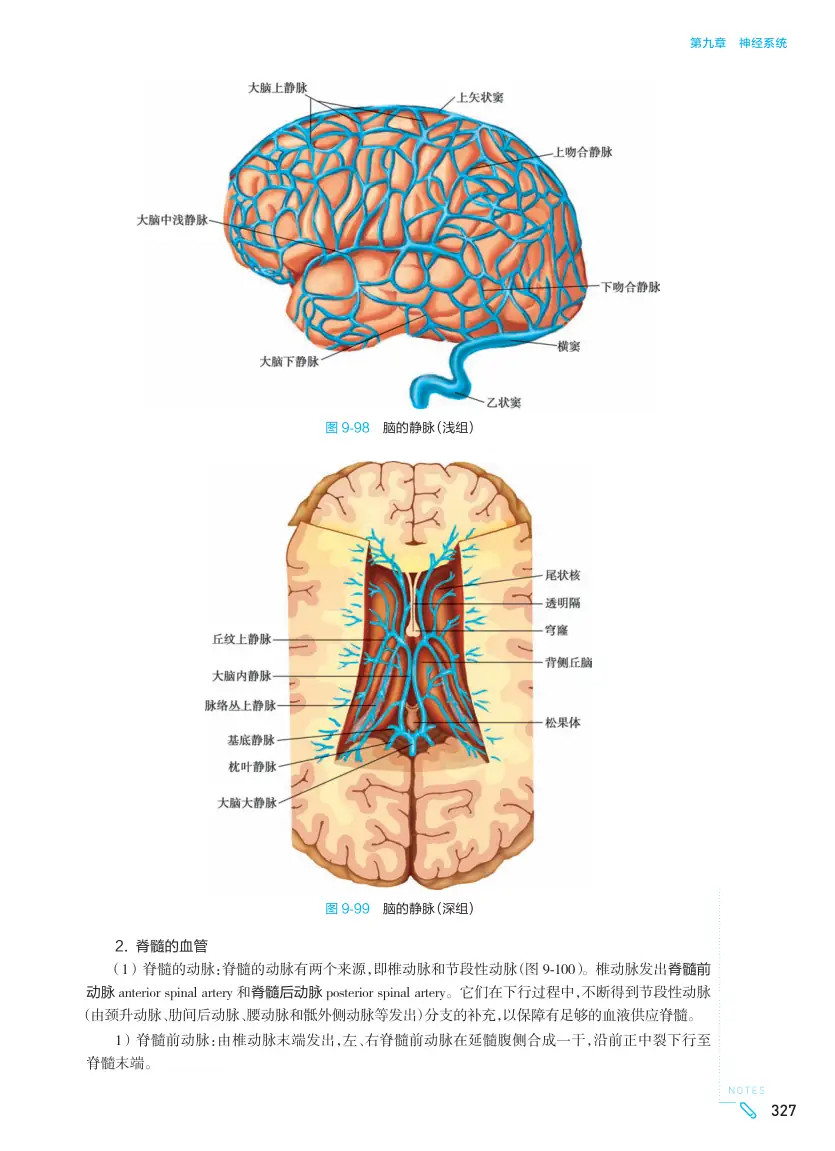 第九章　神经系统
大脑上静脉
上矢状窦
上吻合静脉
大脑中浅静脉
下吻合静脉
横窦
大脑下静脉
乙状窦
图 9-98　脑的静脉（浅组）
尾状核
透明隔
穹窿
丘纹上静脉
背侧丘脑
大脑内静脉
脉络丛上静脉
松果体
基底静脉
枕叶静脉
大脑大静脉
图 9-99　脑的静脉（深组）
2. 脊髓的血管
（1）脊髓的动脉：脊髓的动脉有两个来源，即椎动脉和节段性动脉（图 9-100）。椎动脉发出脊髓前
动脉 anterior spinal artery 和脊髓后动脉 posterior spinal artery。它们在下行过程中，不断得到节段性动脉
（由颈升动脉、肋间后动脉、腰动脉和骶外侧动脉等发出）分支的补充，以保障有足够的血液供应脊髓。
1）脊髓前动脉：由椎动脉末端发出，左、右脊髓前动脉在延髓腹侧合成一干，沿前正中裂下行至
脊髓末端。
NOTES
327